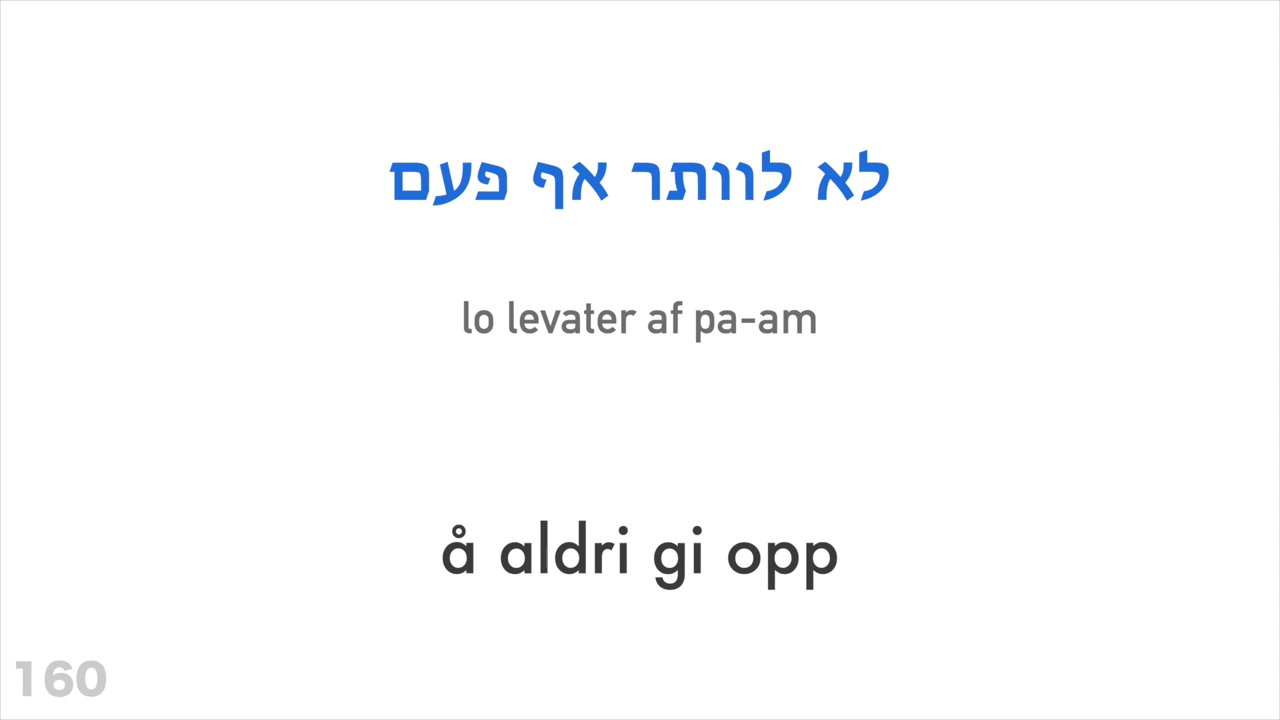 לא לוותר אף פעם
lo levater af pa-am
å aldri gi opp
160